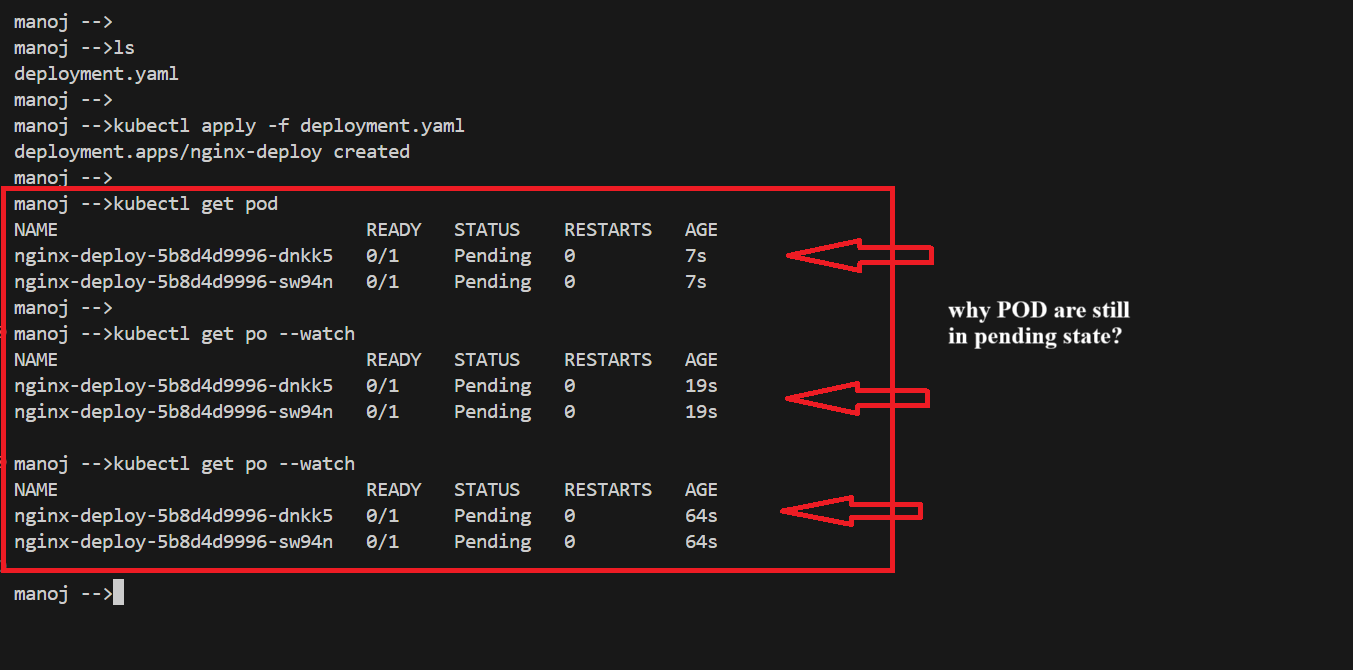 manoj -->
manoj -->ls
deployment.yaml
manoj -->
manoj -->kubectl apply -f deployment.yaml
deployment.apps/nginx-deploy created
manoj -->
manoj -->kubectl get pod
NAME READY STATUS RESTARTS AGE
nginx-deploy-5b8d4d9996-dnkk5 0/1 Pending 0 7s
nginx-deploy-5b8d4d9996-sw94n 0/1 Pending 0 7s
manoj -->
manoj -->kubectl get po --watch
NAME READY STATUS RESTARTS AGE
nginx-deploy-5b8d4d9996-dnkk5 0/1 Pending 0 19s
nginx-deploy-5b8d4d9996-sw94n 0/1 Pending 0 19s
manoj -->kubectl get po --watch
NAME READY STATUS RESTARTS AGE
nginx-deploy-5b8d4d9996-dnkk5 0/1 Pending 0 64s
nginx-deploy-5b8d4d9996-sw94n 0/1 Pending 0 64s
manoj -->
why POD are still
in pending state?